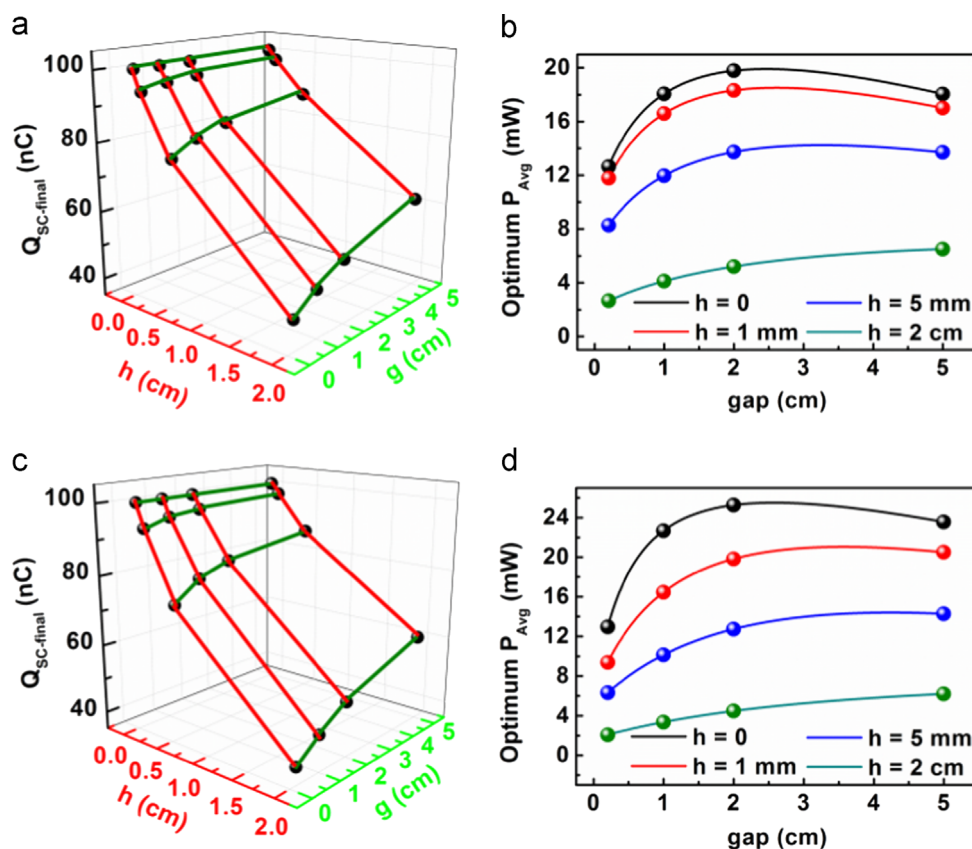 a
100
80
60
40
Q_SC-final (nC)
0.0
0.5
1.0
1.5
2.0
h (cm)
0
1
2
3
4
5
g (cm)
b
20
16
12
8
4
0
Optimum P_Avg (mW)
h = 0
h = 5 mm
h = 1 mm
h = 2 cm
0 1 2 3 4 5
gap (cm)
c
100
80
60
40
Q_SC-final (nC)
0.0
0.5
1.0
1.5
2.0
h (cm)
0
1
2
3
4
5
g (cm)
d
24
20
16
12
8
4
0
Optimum P_Avg (mW)
h = 0
h = 5 mm
h = 1 mm
h = 2 cm
0 1 2 3 4 5
gap (cm)